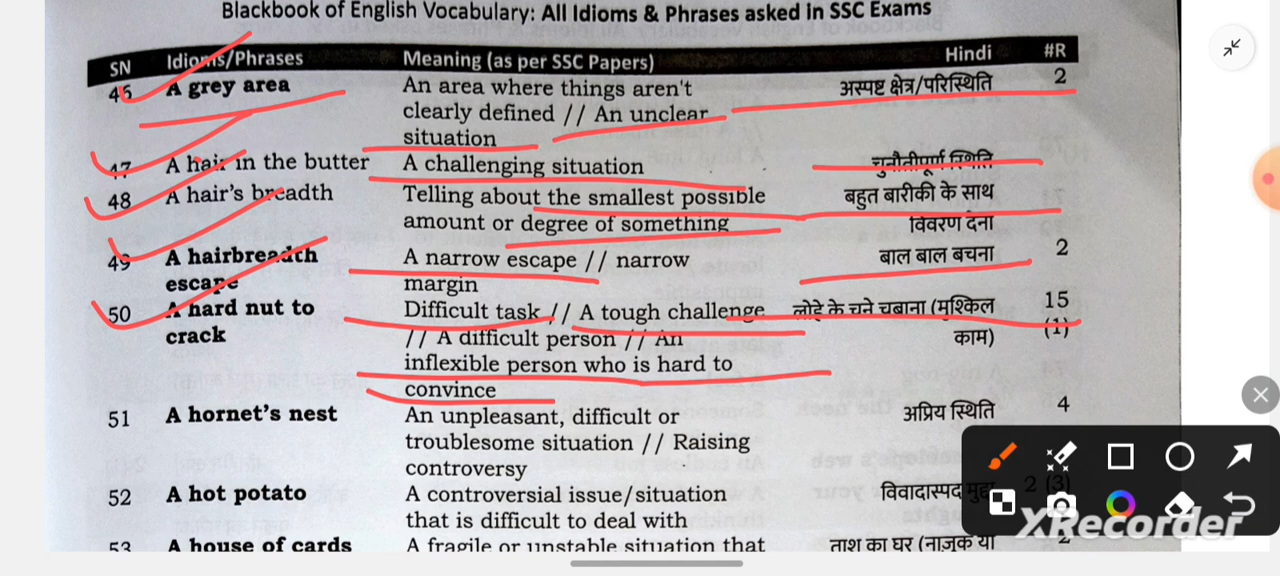 Blackbook of English Vocabulary: All Idioms & Phrases asked in SSC Exams
SN Idioms/Phrases Meaning (as per SSC Papers) Hindi #R
46 A grey area An area where things aren't अस्पष्ट क्षेत्र/परिस्थिति 2
clearly defined // An unclear
situation
47 A hair in the butter A challenging situation चुनौतीपूर्ण स्थिति
48 A hair's breadth Telling about the smallest possible बहुत बारीकी के साथ
amount or degree of something विवरण देना
49 A hairbreadth A narrow escape // narrow बाल बाल बचना 2
escape margin
50 A hard nut to Difficult task // A tough challenge लोहे के चने चबाना (मुश्किल 15
crack // A difficult person // An काम) (1)
inflexible person who is hard to
convince
51 A hornet's nest An unpleasant, difficult or अप्रिय स्थिति 4
troublesome situation // Raising
controversy
52 A hot potato A controversial issue/situation विवादास्पद मुद्दा 2 (3)
that is difficult to deal with
53 A house of cards A fragile or unstable situation that ताश का घर (नाज़ुक या 2
XRecorder